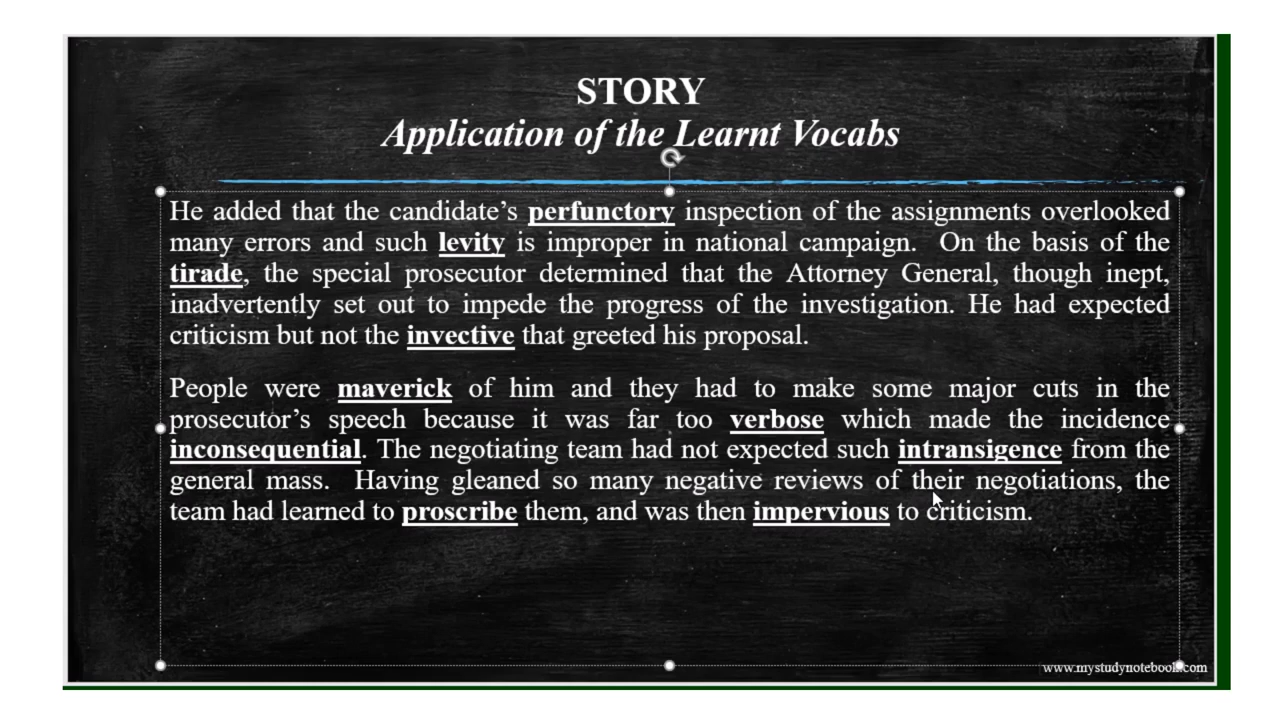 STORY
Application of the Learnt Vocabs
He added that the candidate’s perfunctory inspection of the assignments overlooked
many errors and such levity is improper in national campaign. On the basis of the
tirade, the special prosecutor determined that the Attorney General, though inept,
inadvertently set out to impede the progress of the investigation. He had expected
criticism but not the invective that greeted his proposal.
People were maverick of him and they had to make some major cuts in the
prosecutor’s speech because it was far too verbose which made the incidence
inconsequential. The negotiating team had not expected such intransigence from the
general mass. Having gleaned so many negative reviews of their negotiations, the
team had learned to proscribe them, and was then impervious to criticism.
www.mystudynotebook.com